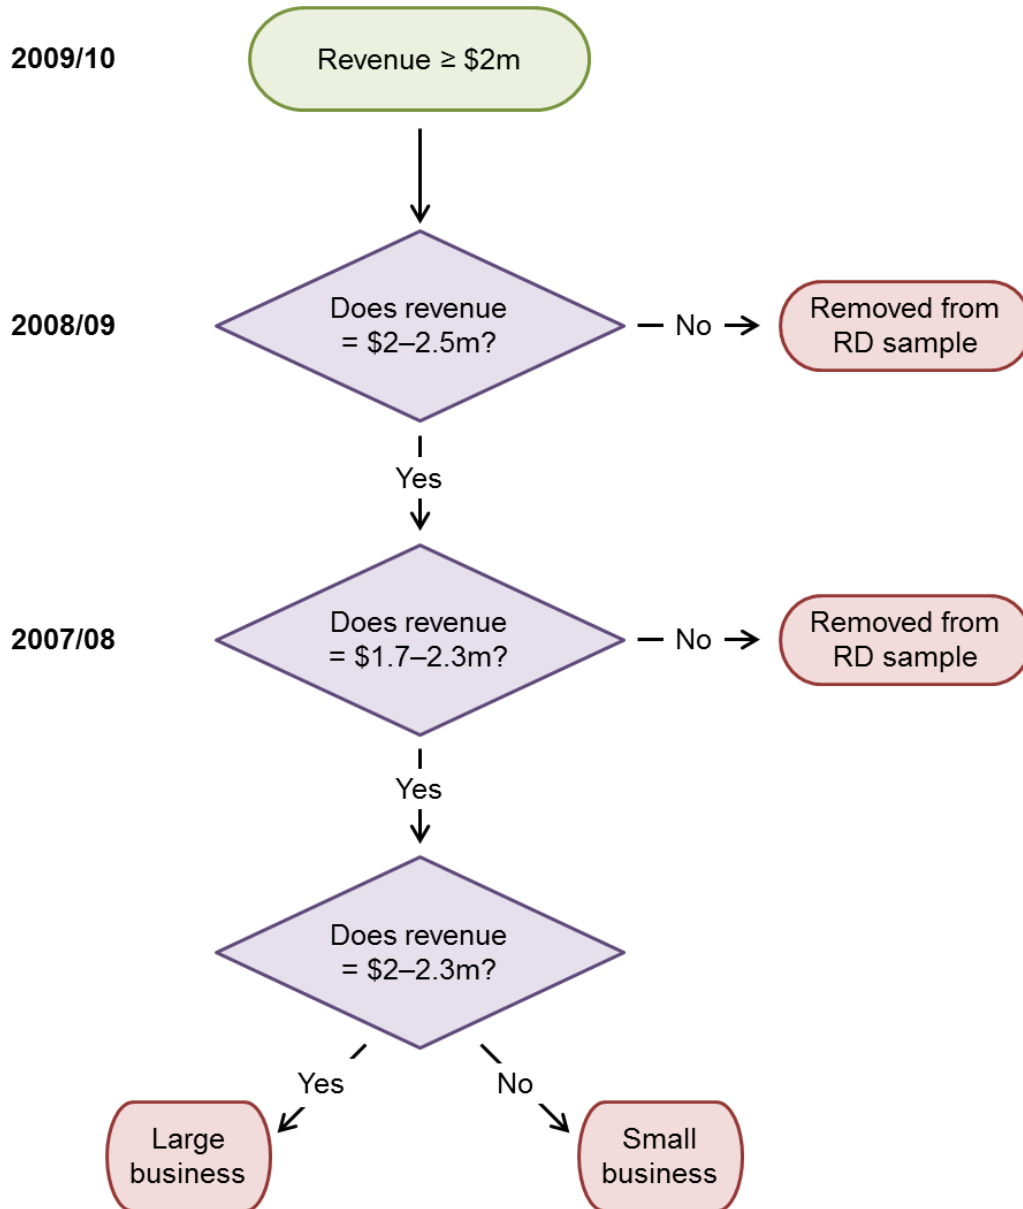 2009/10
Revenue ≥ $2m
2008/09
Does revenue
= $2–2.5m?
No
Removed from
RD sample
Yes
2007/08
Does revenue
= $1.7–2.3m?
No
Removed from
RD sample
Yes
Does revenue
= $2–2.3m?
Yes
No
Large
business
Small
business